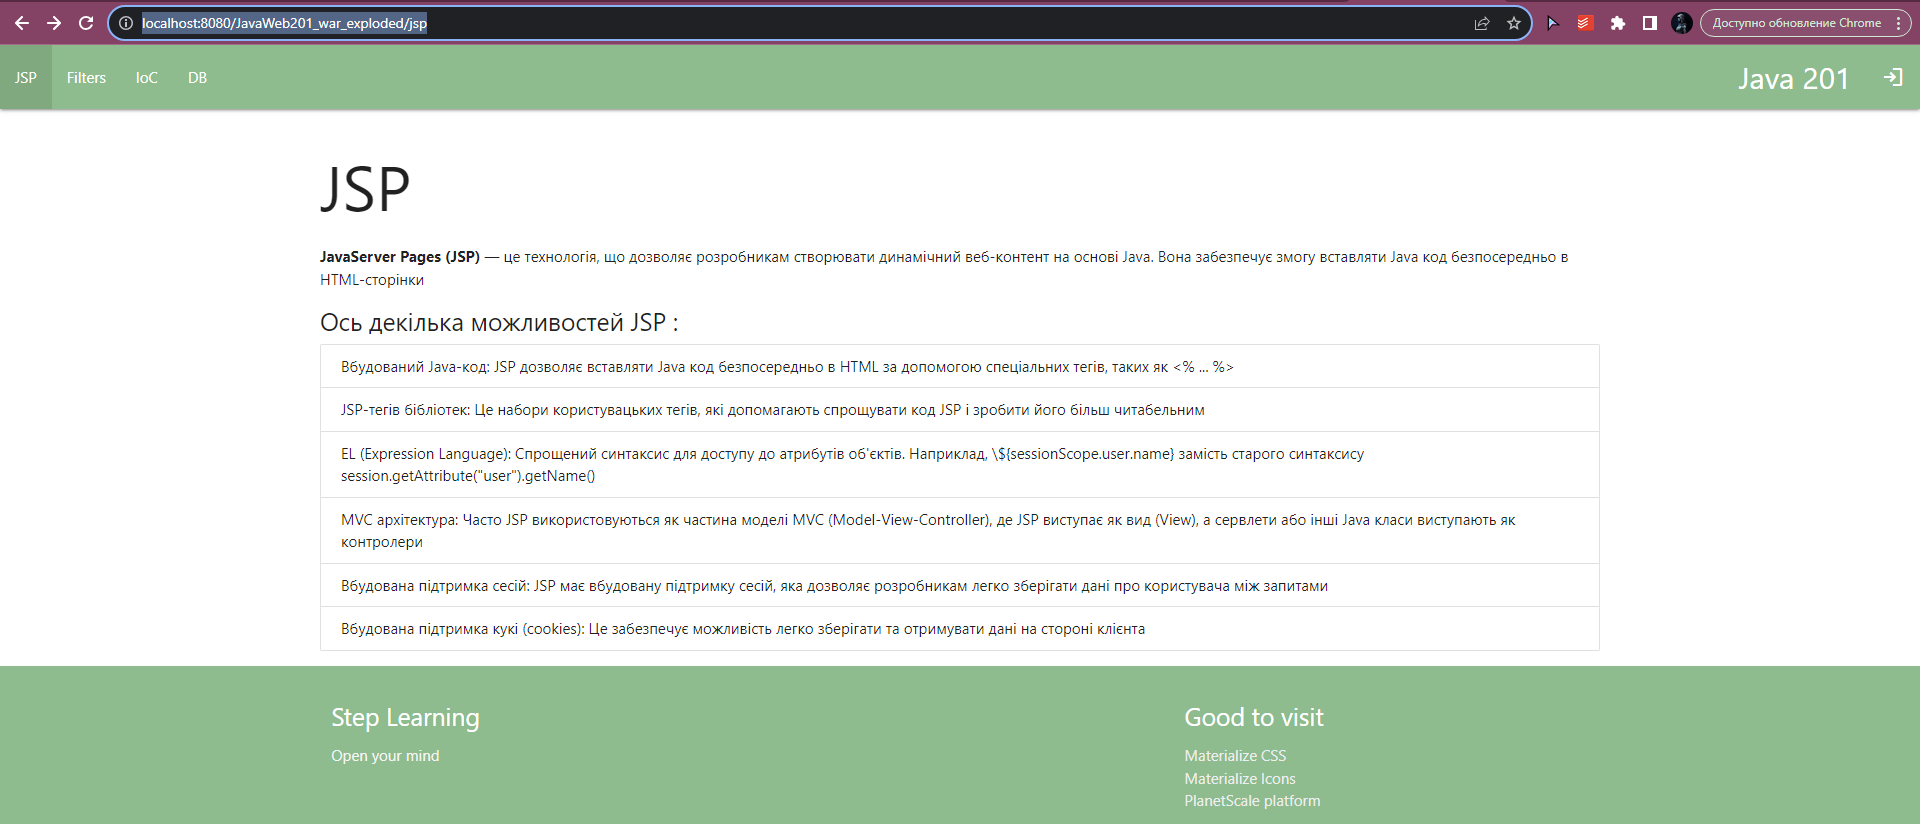 localhost:8080/JavaWeb201_war_exploded/jsp
Доступно обновление Chrome
JSP Filters IoC DB
Java 201
JSP
JavaServer Pages (JSP) — це технологія, що дозволяє розробникам створювати динамічний веб-контент на основі Java. Вона забезпечує змогу вставляти Java код безпосередньо в
HTML-сторінки
Ось декілька можливостей JSP :
Вбудований Java-код: JSP дозволяє вставляти Java код безпосередньо в HTML за допомогою спеціальних тегів, таких як <% ... %>
JSP-тегів бібліотек: Це набори користувацьких тегів, які допомагають спрощувати код JSP і зробити його більш читабельним
EL (Expression Language): Спрощений синтаксис для доступу до атрибутів об'єктів. Наприклад, \${sessionScope.user.name} замість старого синтаксису
session.getAttribute("user").getName()
MVC архітектура: Часто JSP використовуються як частина моделі MVC (Model-View-Controller), де JSP виступає як вид (View), а сервлети або інші Java класи виступають як
контролери
Вбудована підтримка сесій: JSP має вбудовану підтримку сесій, яка дозволяє розробникам легко зберігати дані про користувача між запитами
Вбудована підтримка кукі (cookies): Це забезпечує можливість легко зберігати та отримувати дані на стороні клієнта
Step Learning
Open your mind
Good to visit
Materialize CSS
Materialize Icons
PlanetScale platform